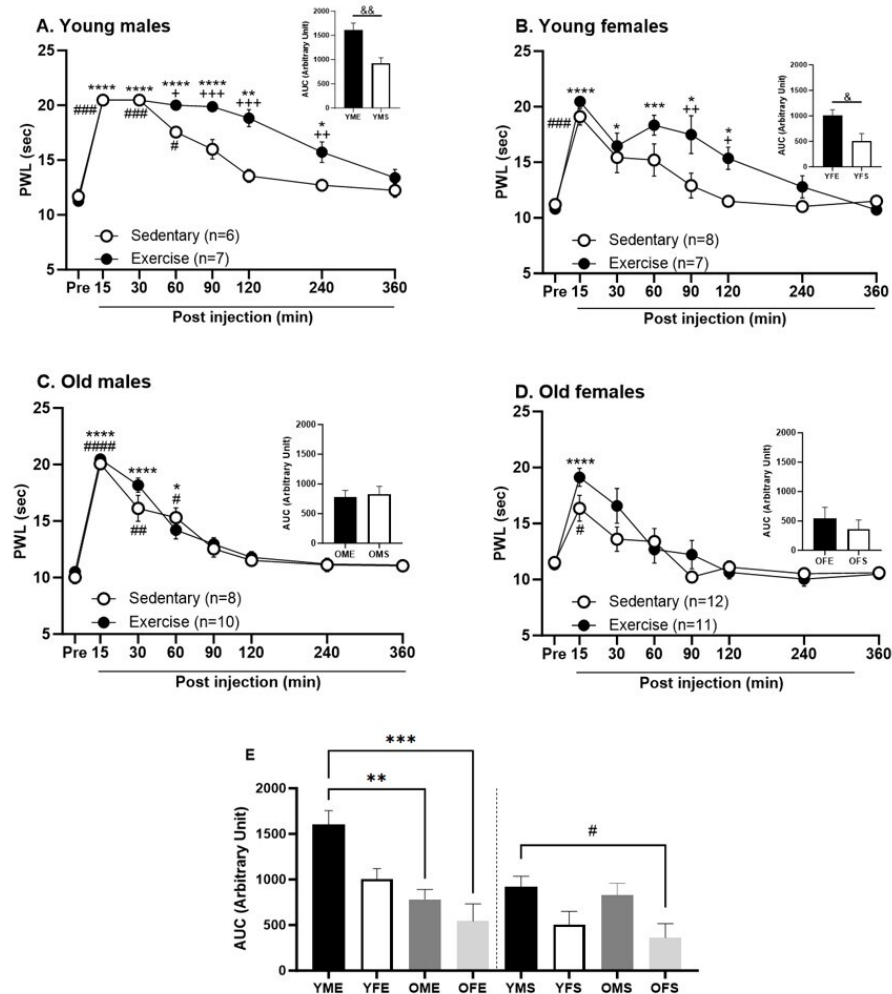 A. Young males
&&
AUC (Arbitrary Unit)
2000
1500
1000
500
0
YME YMS
PWL (sec)
25
20
15
10
5
**** **** **** **** **
+ +++ +++
*
++
### ### #
Sedentary (n=6)
Exercise (n=7)
Pre 15 30 60 90 120 240 360
Post injection (min)
B. Young females
&
AUC (Arbitrary Unit)
2000
1500
1000
500
0
YFE YFS
PWL (sec)
25
20
15
10
5
**** * *** * *
++ +
###
Sedentary (n=8)
Exercise (n=7)
Pre 15 30 60 90 120 240 360
Post injection (min)
C. Old males
AUC (Arbitrary Unit)
2000
1500
1000
500
0
OME OMS
PWL (sec)
25
20
15
10
5
**** **** *
#### ## #
Sedentary (n=8)
Exercise (n=10)
Pre 15 30 60 90 120 240 360
Post injection (min)
D. Old females
AUC (Arbitrary Unit)
2000
1500
1000
500
0
OFE OFS
PWL (sec)
25
20
15
10
5
****
#
Sedentary (n=12)
Exercise (n=11)
Pre 15 30 60 90 120 240 360
Post injection (min)
E
AUC (Arbitrary Unit)
2000
1500
1000
500
0
***
**
#
YME YFE OME OFE YMS YFS OMS OFS